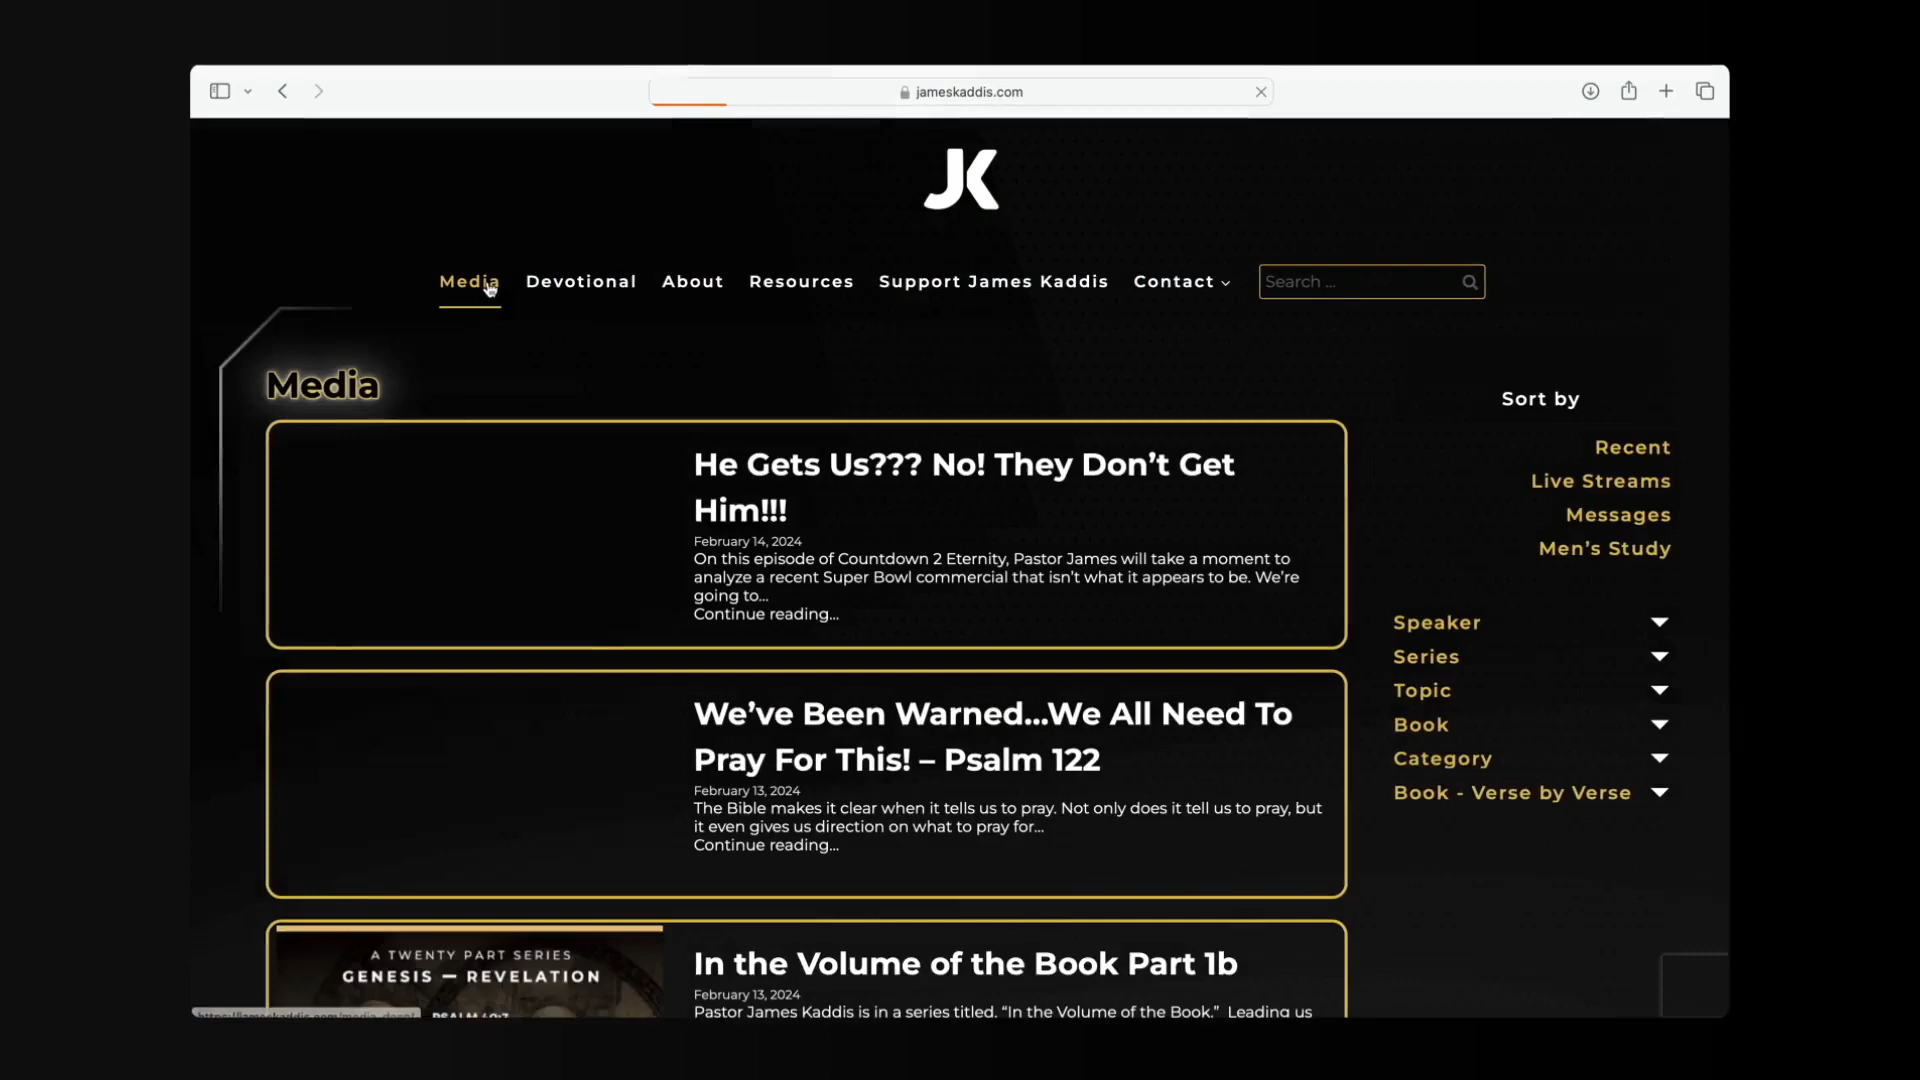 jameskaddis.com
JK
Media
Devotional
About
Resources
Support James Kaddis
Contact
Search ...
Media
Sort by
Recent
Live Streams
Messages
Men's Study
Speaker
Series
Topic
Book
Category
Book - Verse by Verse
He Gets Us??? No! They Don't Get
Him!!!
February 14, 2024
On this episode of Countdown 2 Eternity, Pastor James will take a moment to
analyze a recent Super Bowl commercial that isn't what it appears to be. We're
going to...
Continue reading...
We've Been Warned...We All Need To
Pray For This! – Psalm 122
February 13, 2024
The Bible makes it clear when it tells us to pray. Not only does it tell us to pray, but
it even gives us direction on what to pray for...
Continue reading...
A TWENTY PART SERIES
GENESIS — REVELATION
PSALM 40:7
In the Volume of the Book Part 1b
February 13, 2024
Pastor James Kaddis is in a series titled, “In the Volume of the Book.” Leading us